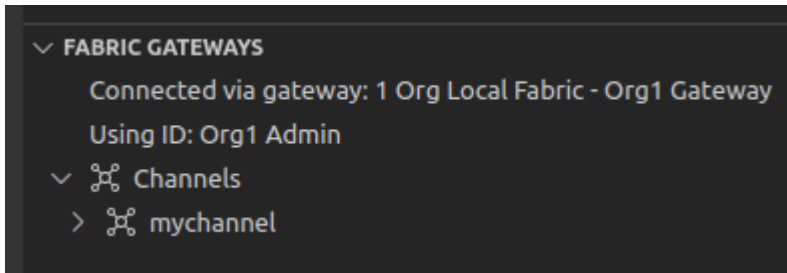 FABRIC GATEWAYS
Connected via gateway: 1 Org Local Fabric - Org1 Gateway
Using ID: Org1 Admin
Channels
mychannel